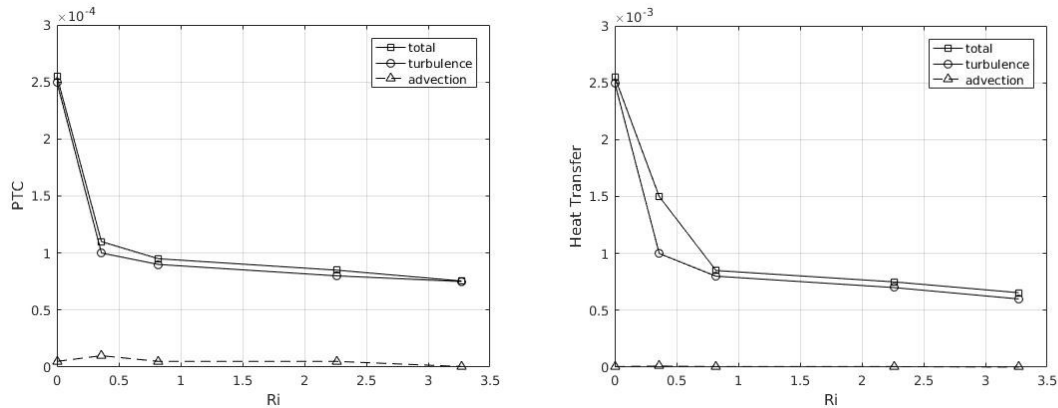 ×10⁻⁴
3
2.5
2
1.5
1
0.5
0
0 0.5 1 1.5 2 2.5 3 3.5
PTC
Ri
total
turbulence
advection
×10⁻³
3
2.5
2
1.5
1
0.5
0
0 0.5 1 1.5 2 2.5 3 3.5
Heat Transfer
Ri
total
turbulence
advection